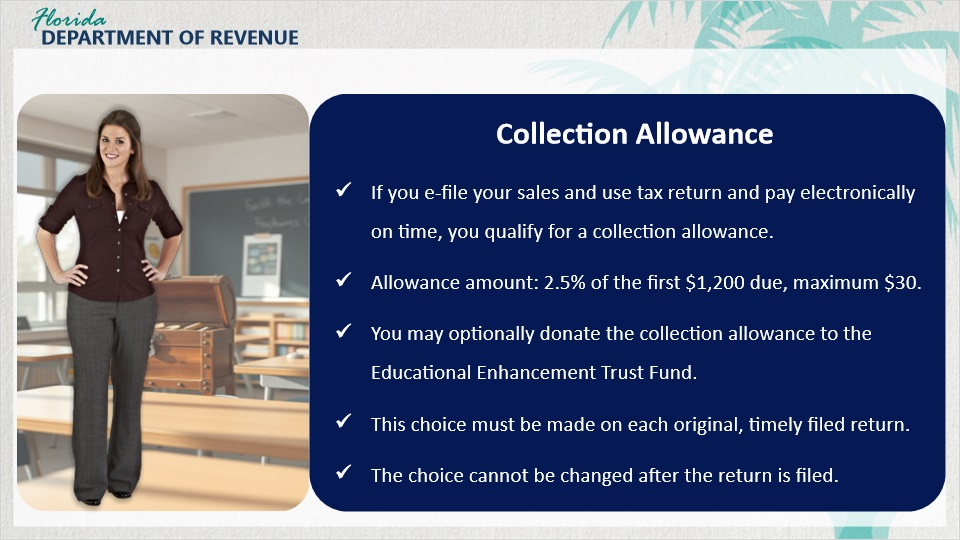 Florida
DEPARTMENT OF REVENUE
Collection Allowance
✓ If you e-file your sales and use tax return and pay electronically
on time, you qualify for a collection allowance.
✓ Allowance amount: 2.5% of the first $1,200 due, maximum $30.
✓ You may optionally donate the collection allowance to the
Educational Enhancement Trust Fund.
✓ This choice must be made on each original, timely filed return.
✓ The choice cannot be changed after the return is filed.